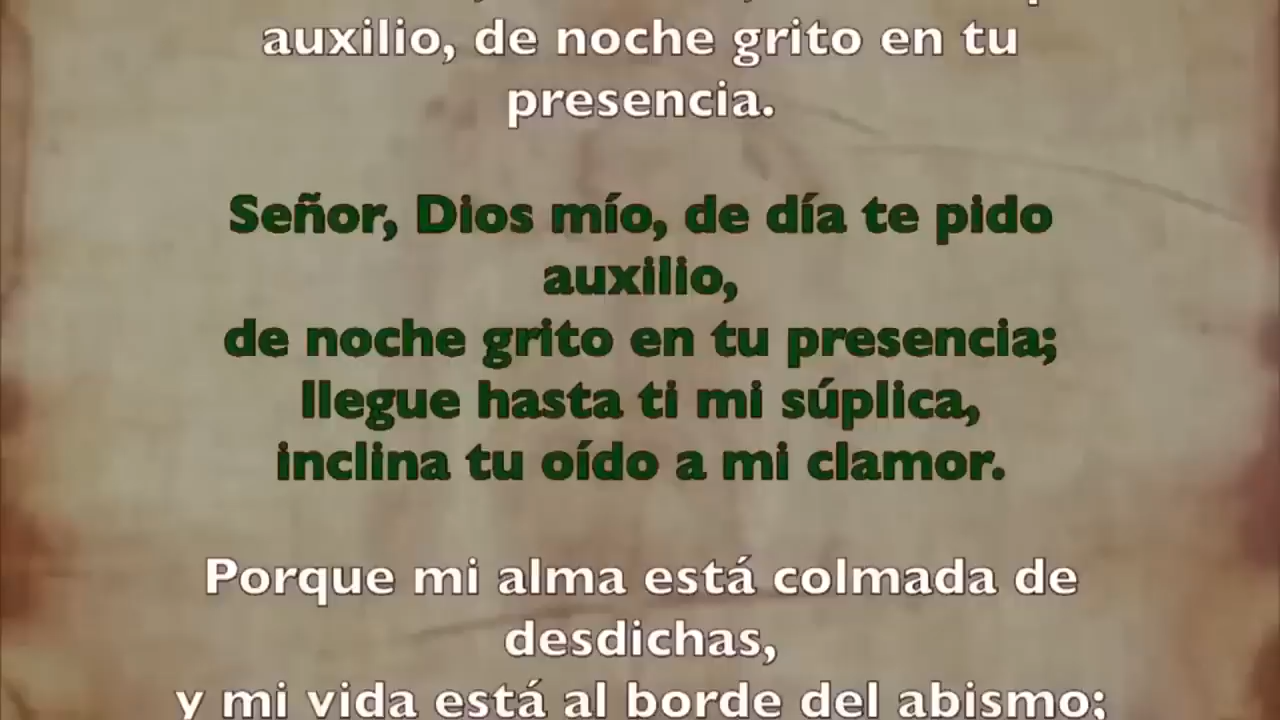 auxilio, de noche grito en tu
presencia.
Señor, Dios mío, de día te pido
auxilio,
de noche grito en tu presencia;
llegue hasta ti mi súplica,
inclina tu oído a mi clamor.
Porque mi alma está colmada de
desdichas,
y mi vida está al borde del abismo;